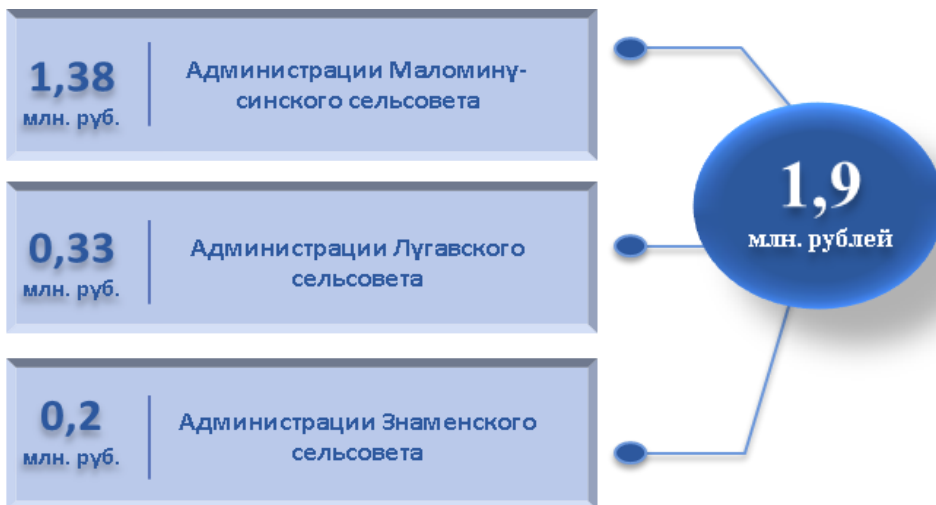 1,38
млн. руб.
Администрации Маломину-
синского сельсовета
0,33
млн. руб.
Администрации Лугавского
сельсовета
0,2
млн. руб.
Администрации Знаменского
сельсовета
1,9
млн. рублей